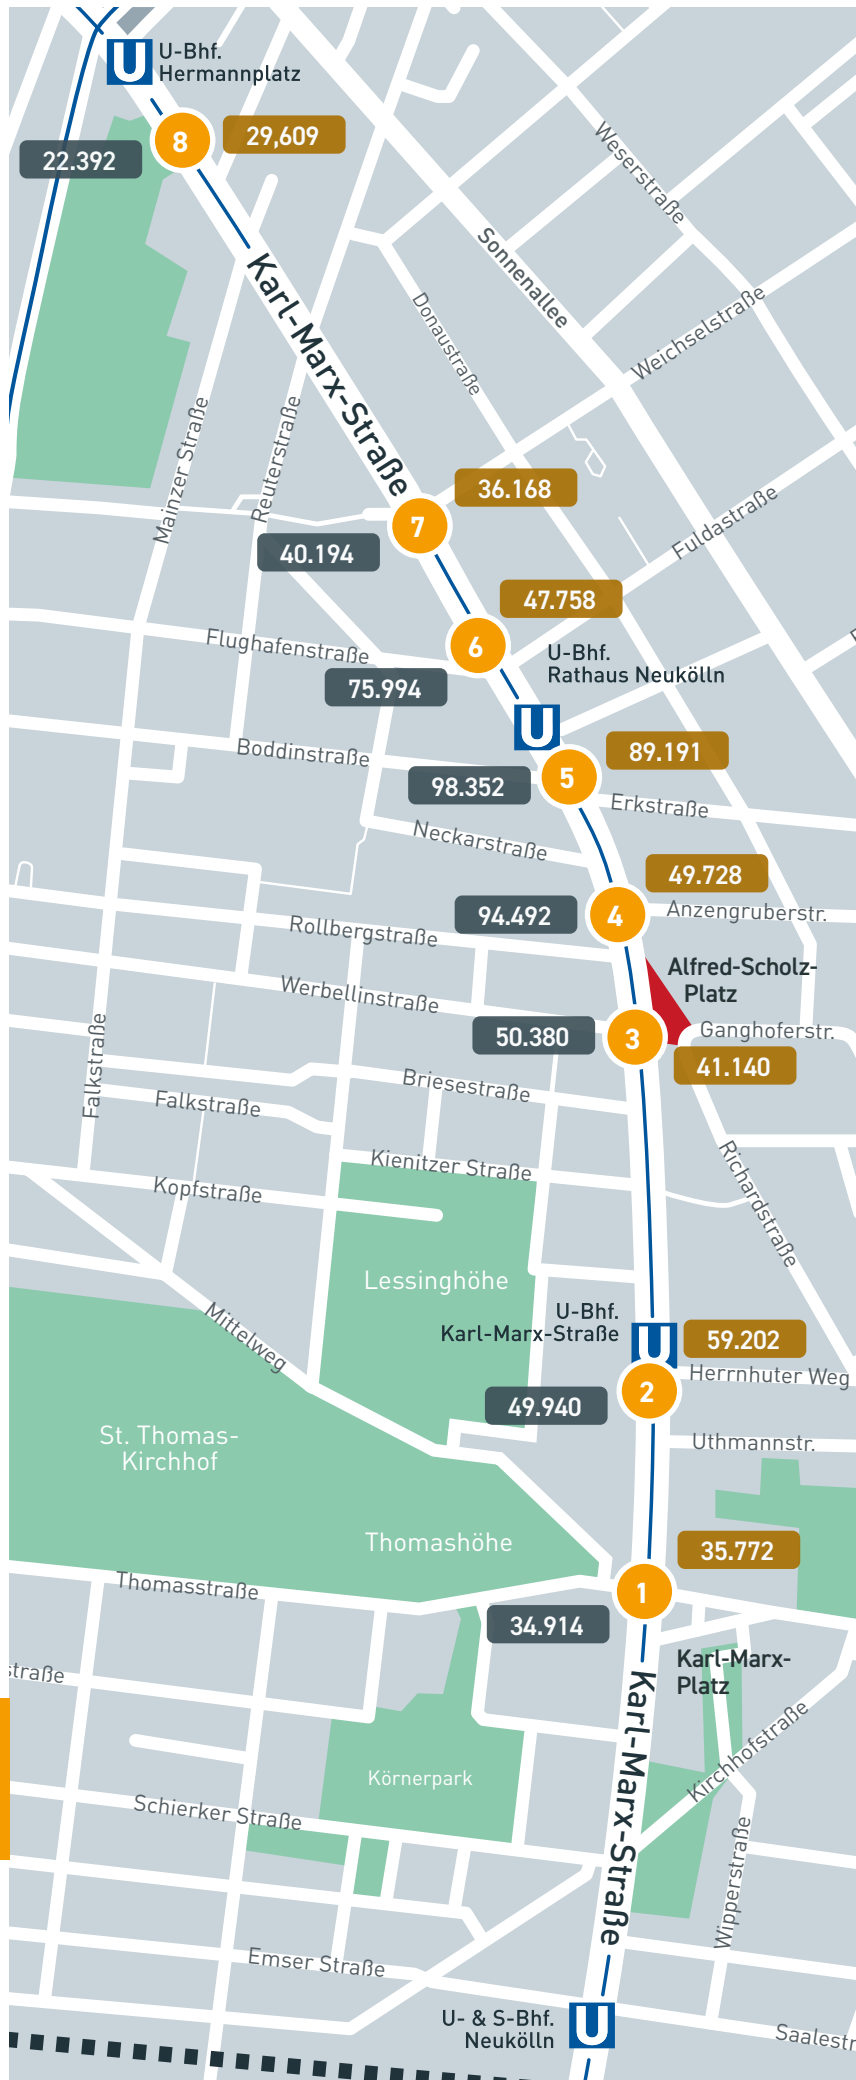 U
U-Bhf.
Hermannplatz
8
29,609
22.392
Weserstraße
Sonnenallee
Karl-Marx-Straße
Donaustraße
Weichselstraße
Mainzer Straße
Reuterstraße
36.168
7
Fuldastraße
40.194
47.758
Flughafenstraße
6
U-Bhf.
Rathaus Neukölln
75.994
U
Boddinstraße
89.191
5
98.352
Erkstraße
Neckarstraße
49.728
94.492
4
Anzengruberstr.
Rollbergstraße
Alfred-Scholz-
Platz
Werbellinstraße
50.380
3
Ganghoferstr.
41.140
Falkstraße
Briesestraße
Falkstraße
Kienitzer Straße
Richardstraße
Kopfstraße
Lessinghöhe
Mittelweg
U-Bhf.
Karl-Marx-Straße
U
59.202
Herrnhuter Weg
2
49.940
St. Thomas-
Kirchhof
Uthmannstr.
Thomashöhe
35.772
Thomasstraße
1
34.914
straße
Karl-Marx-
Platz
Karl-Marx-Straße
Kirchhofstraße
Körnerpark
Schierker Straße
Wipperstraße
Emser Straße
U- & S-Bhf.
Neukölln
U
Saalestr